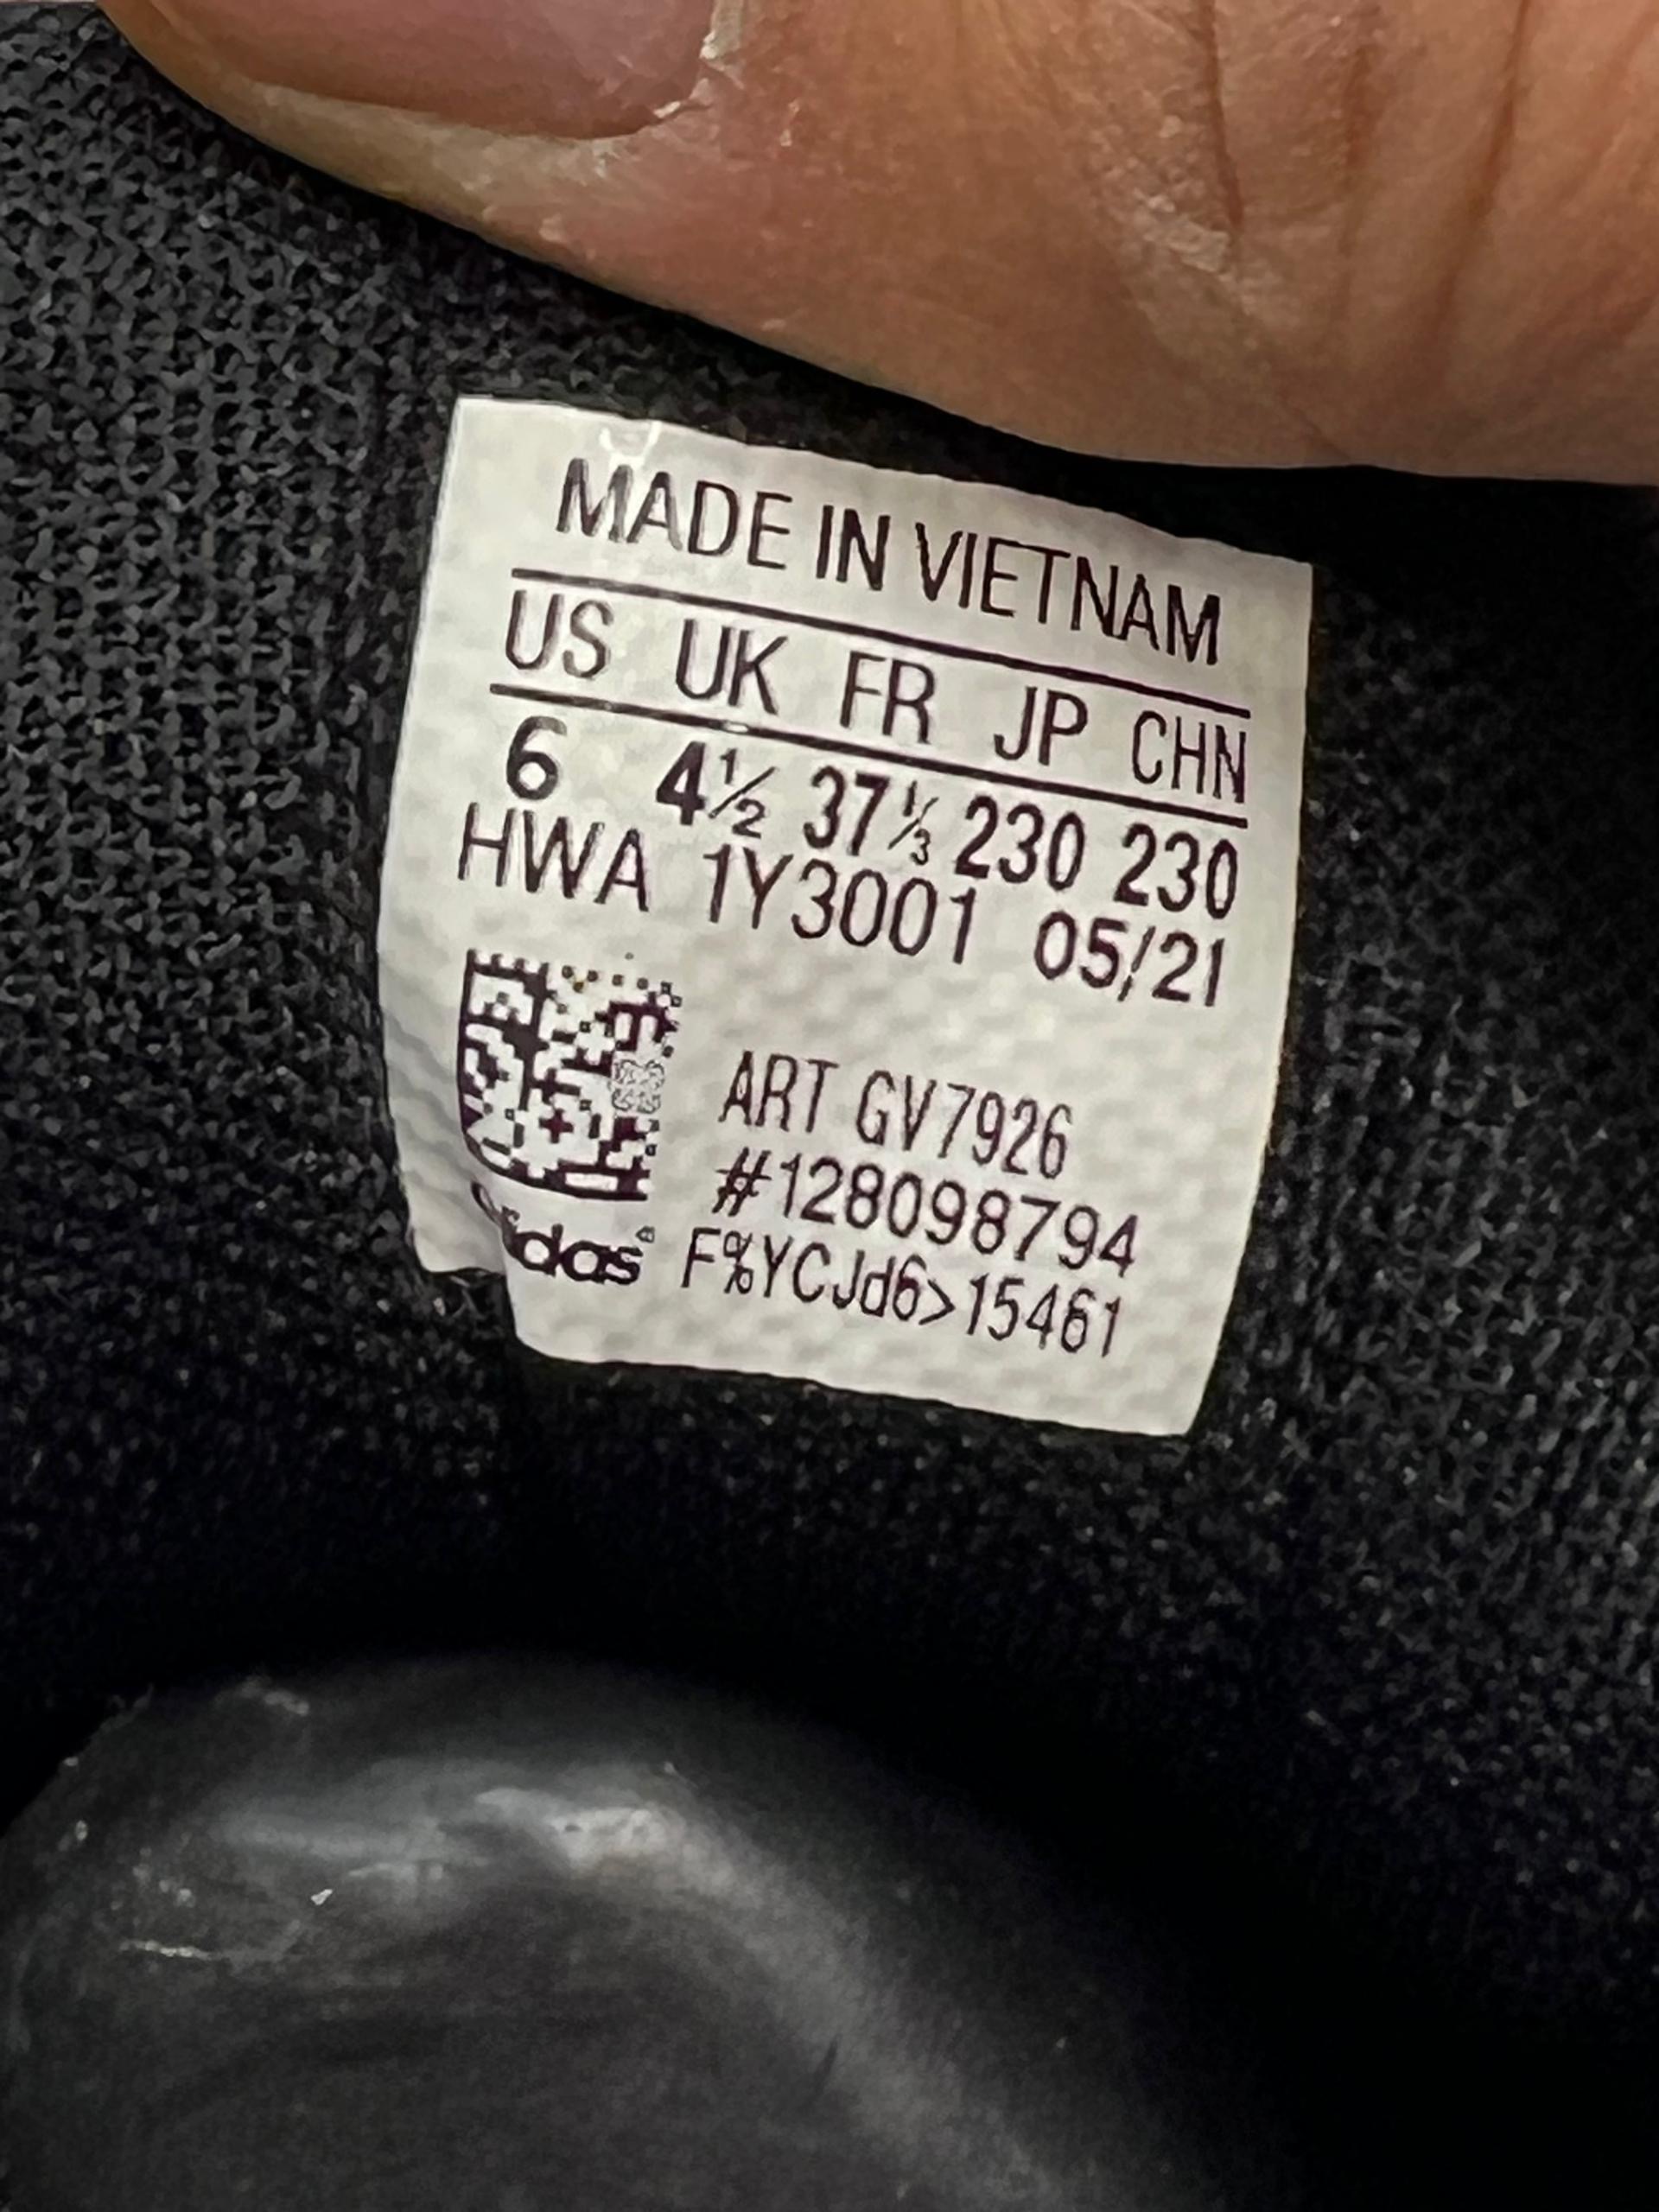 MADE IN VIETNAM
US UK FR JP CHN
6 4½ 37⅓ 230 230
HWA 1Y3001 05/21
ART GV7926
#128098794
adidas® F%YCJd6>15461